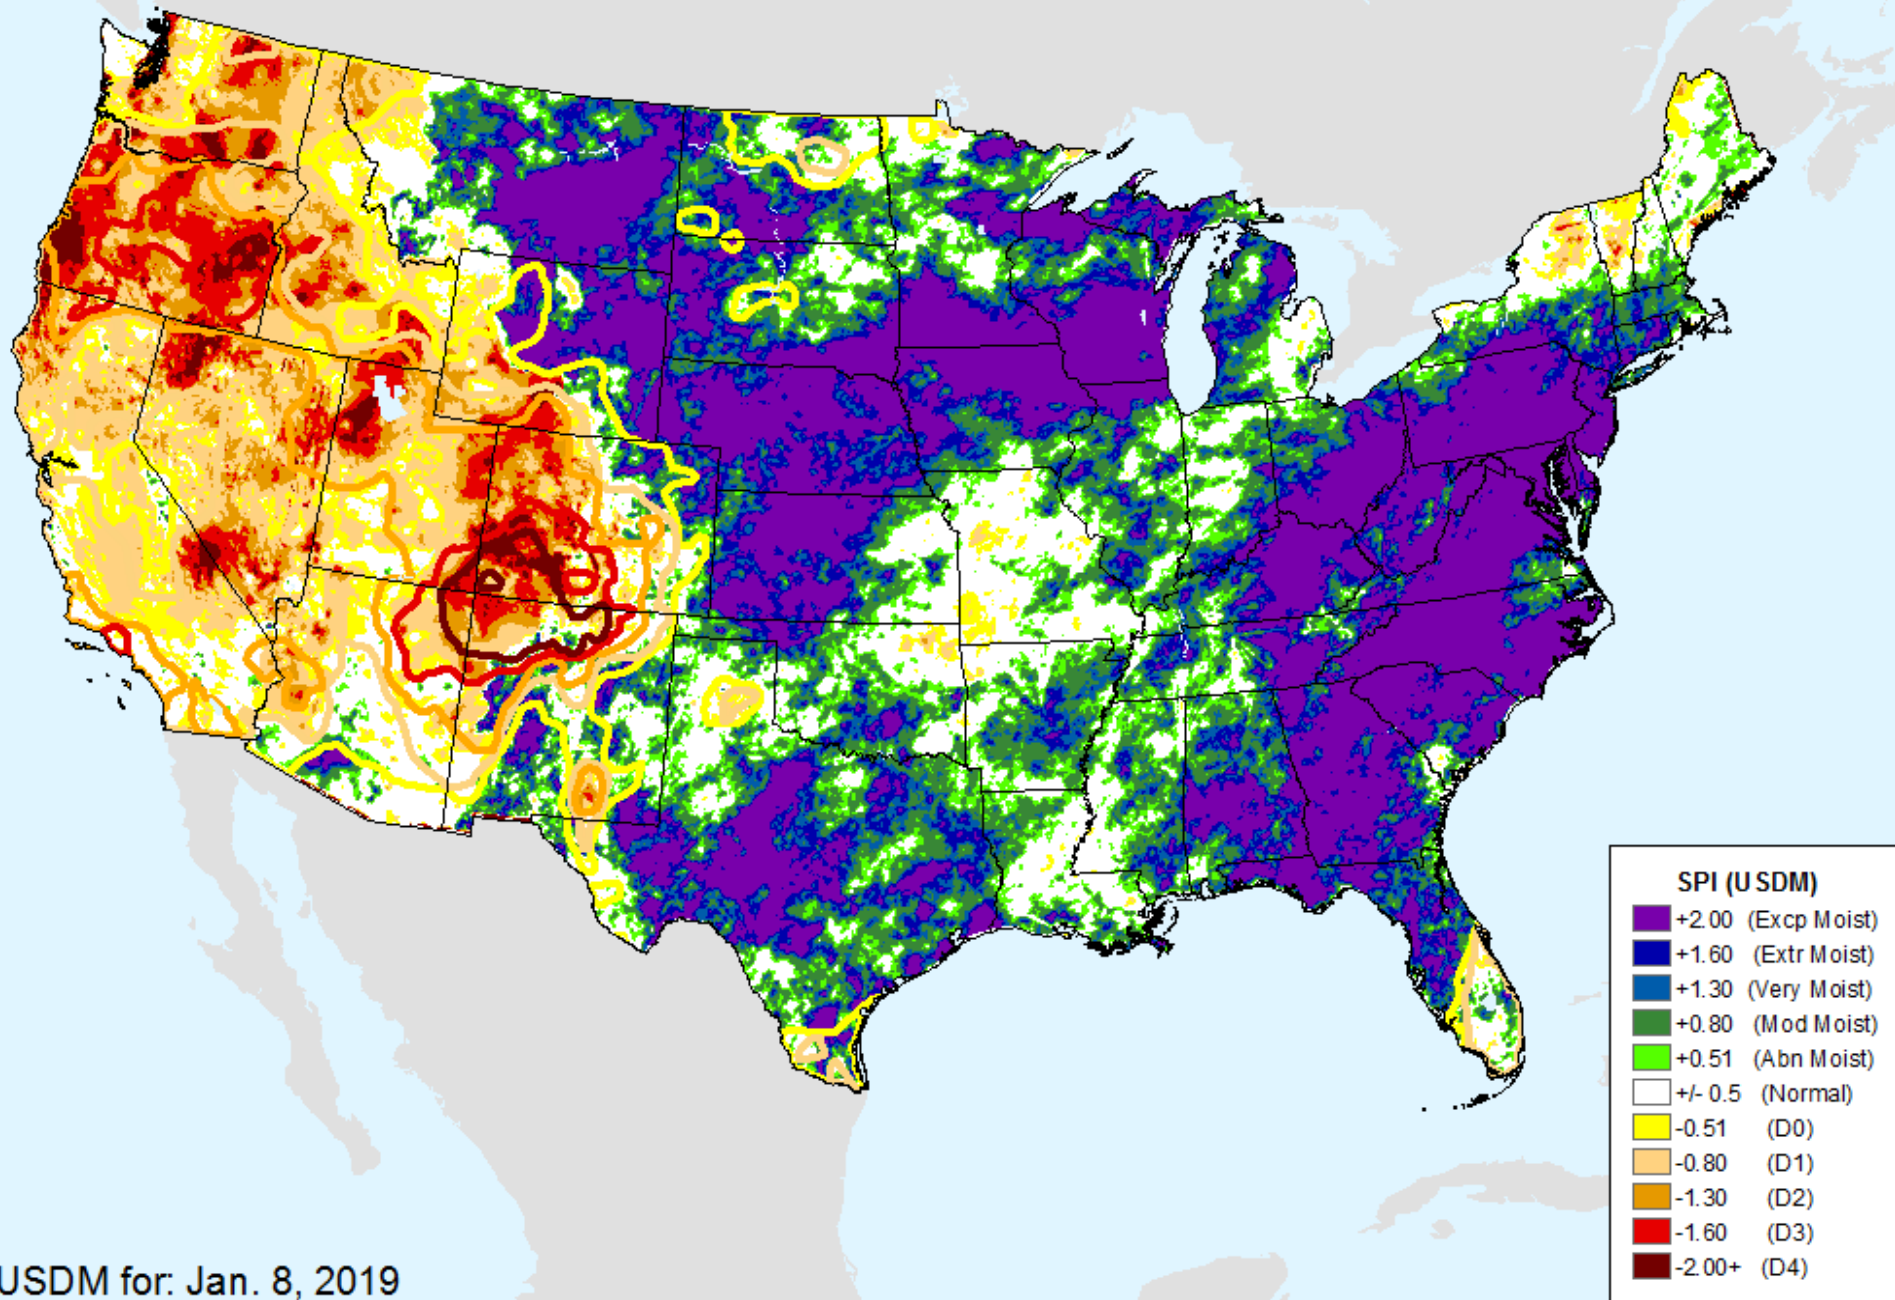 SPI (USDM)
+2.00 (Excp Moist)
+1.60 (Extr Moist)
+1.30 (Very Moist)
+0.80 (Mod Moist)
+0.51 (Abn Moist)
+/- 0.5 (Normal)
-0.51 (D0)
-0.80 (D1)
-1.30 (D2)
-1.60 (D3)
-2.00+ (D4)
USDM for: Jan. 8, 2019